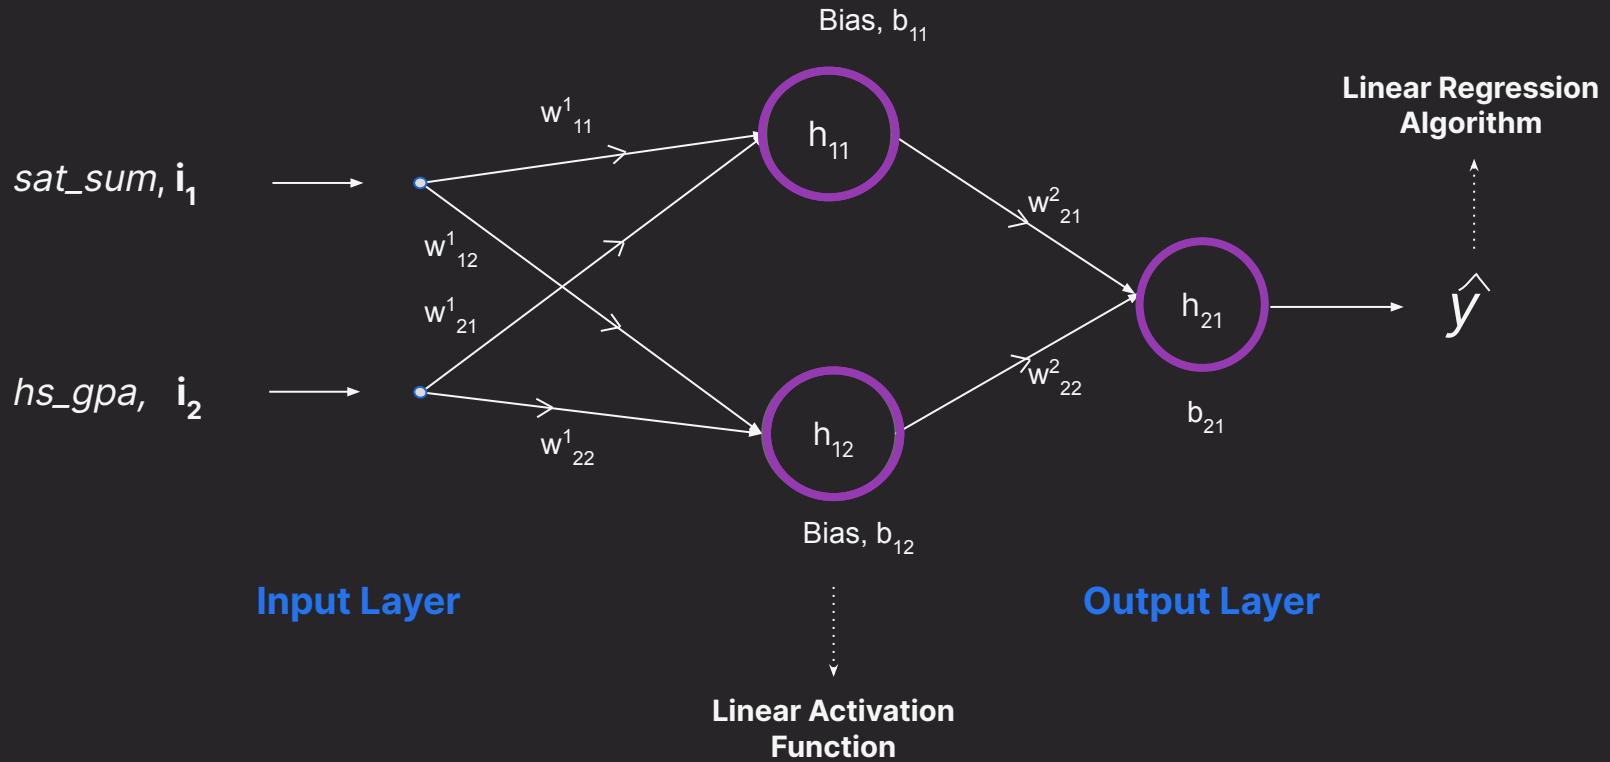 Bias, b₁₁
Linear Regression
Algorithm
w¹₁₁
h₁₁
sat_sum, i₁
w²₂₁
w¹₁₂
w¹₂₁
h₂₁
ŷ
hs_gpa, i₂
w²₂₂
b₂₁
h₁₂
w¹₂₂
Bias, b₁₂
Input Layer
Output Layer
Linear Activation
Function